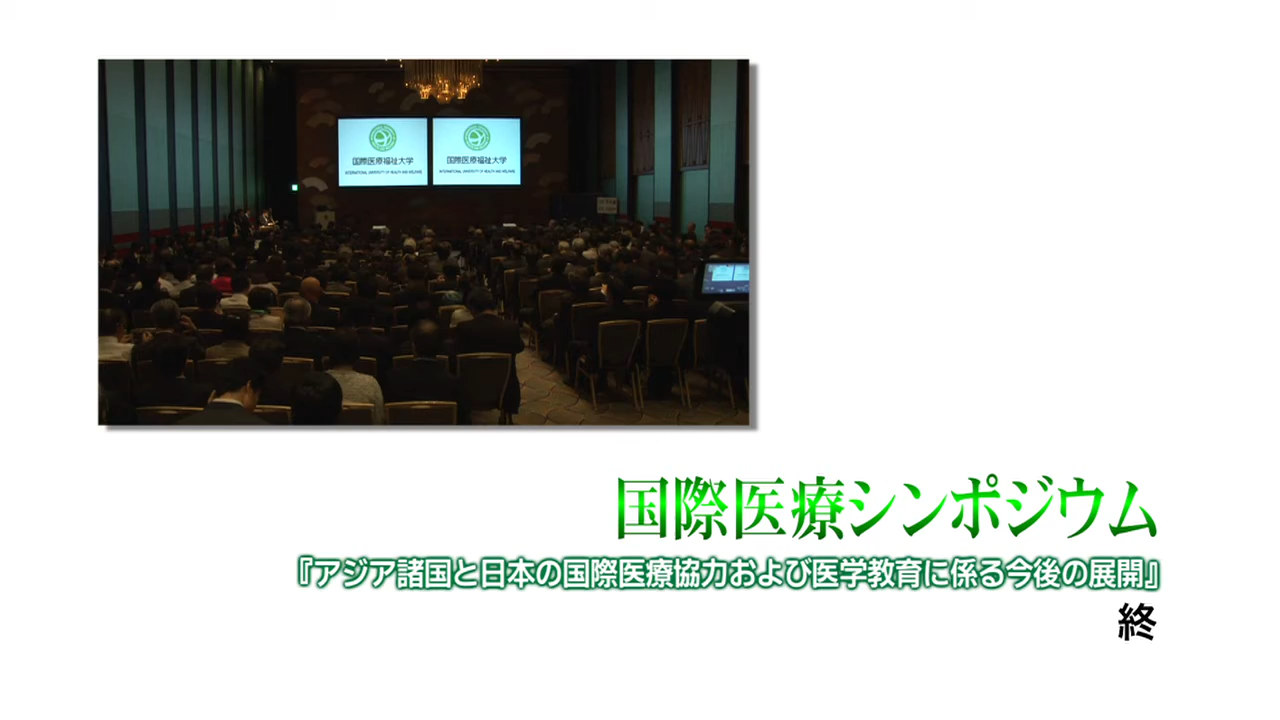 国際医療福祉大学
INTERNATIONAL UNIVERSITY OF HEALTH AND WELFARE
国際医療福祉大学
INTERNATIONAL UNIVERSITY OF HEALTH AND WELFARE
国際医療シンポジウム
『アジア諸国と日本の国際医療協力および医学教育に係る今後の展開』
終